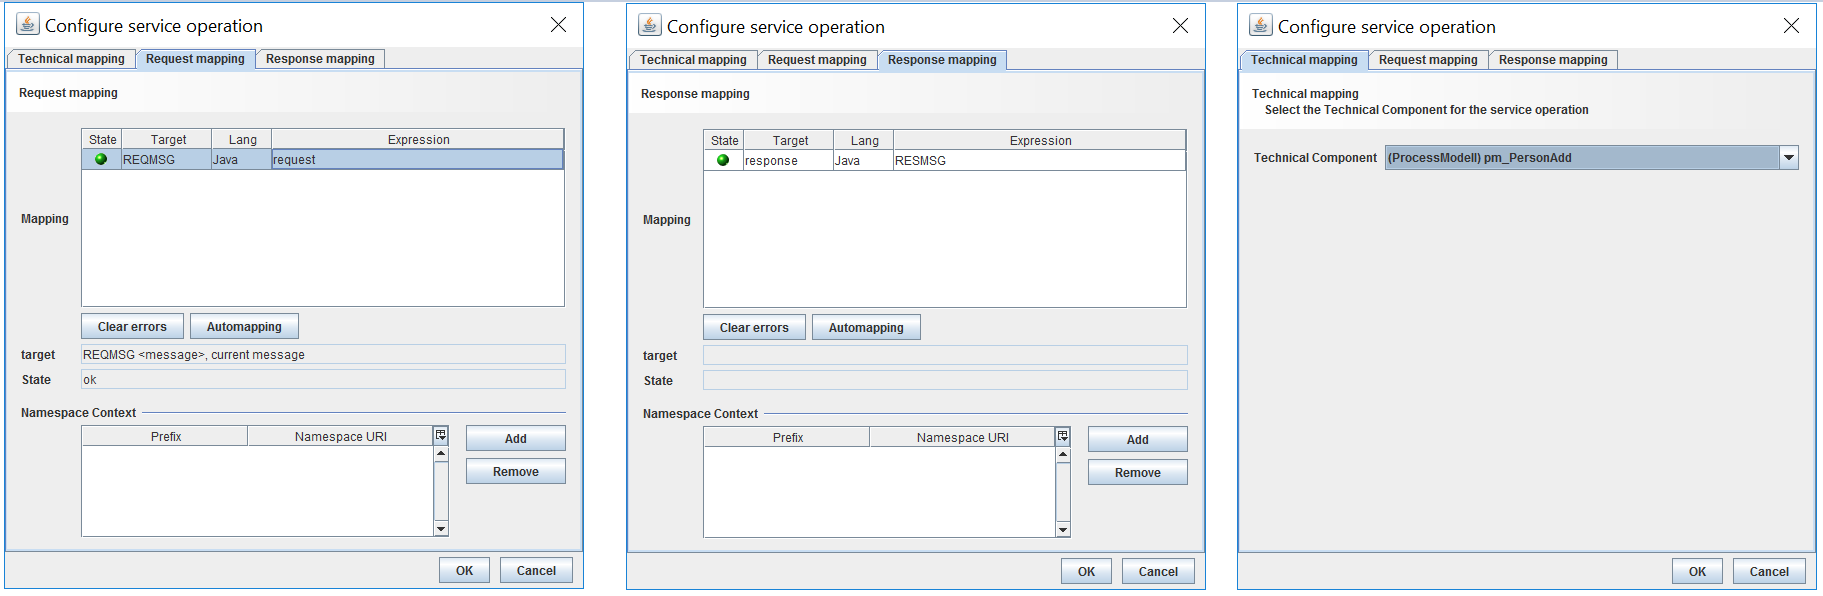 Configure service operation
Technical mapping Request mapping Response mapping
Request mapping
State Target Lang Expression
REQMSG Java request
Mapping
Clear errors Automapping
target REQMSG <message>, current message
State ok
Namespace Context
Prefix Namespace URI Add
Remove
OK Cancel
Configure service operation
Technical mapping Request mapping Response mapping
Response mapping
State Target Lang Expression
response Java RESMSG
Mapping
Clear errors Automapping
target
State
Namespace Context
Prefix Namespace URI Add
Remove
OK Cancel
Configure service operation
Technical mapping Request mapping Response mapping
Technical mapping
Select the Technical Component for the service operation
Technical Component (ProcessModell) pm_PersonAdd
OK Cancel